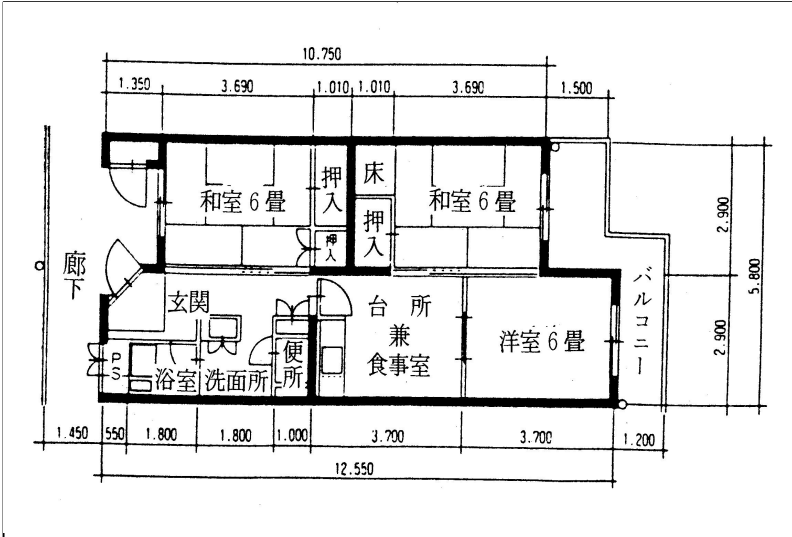 10.750
1.350 3.690 1.010 1.010 3.690 1.500
和室6畳
押入
押入
床
押入
和室6畳
2.900
5.800
2.900
廊下
玄関
台所
兼
食事室
洋室6畳
バルコニー
PS
浴室
洗面所
便所
1.450 550 1.800 1.800 1.000 3.700 3.700 1.200
12.550